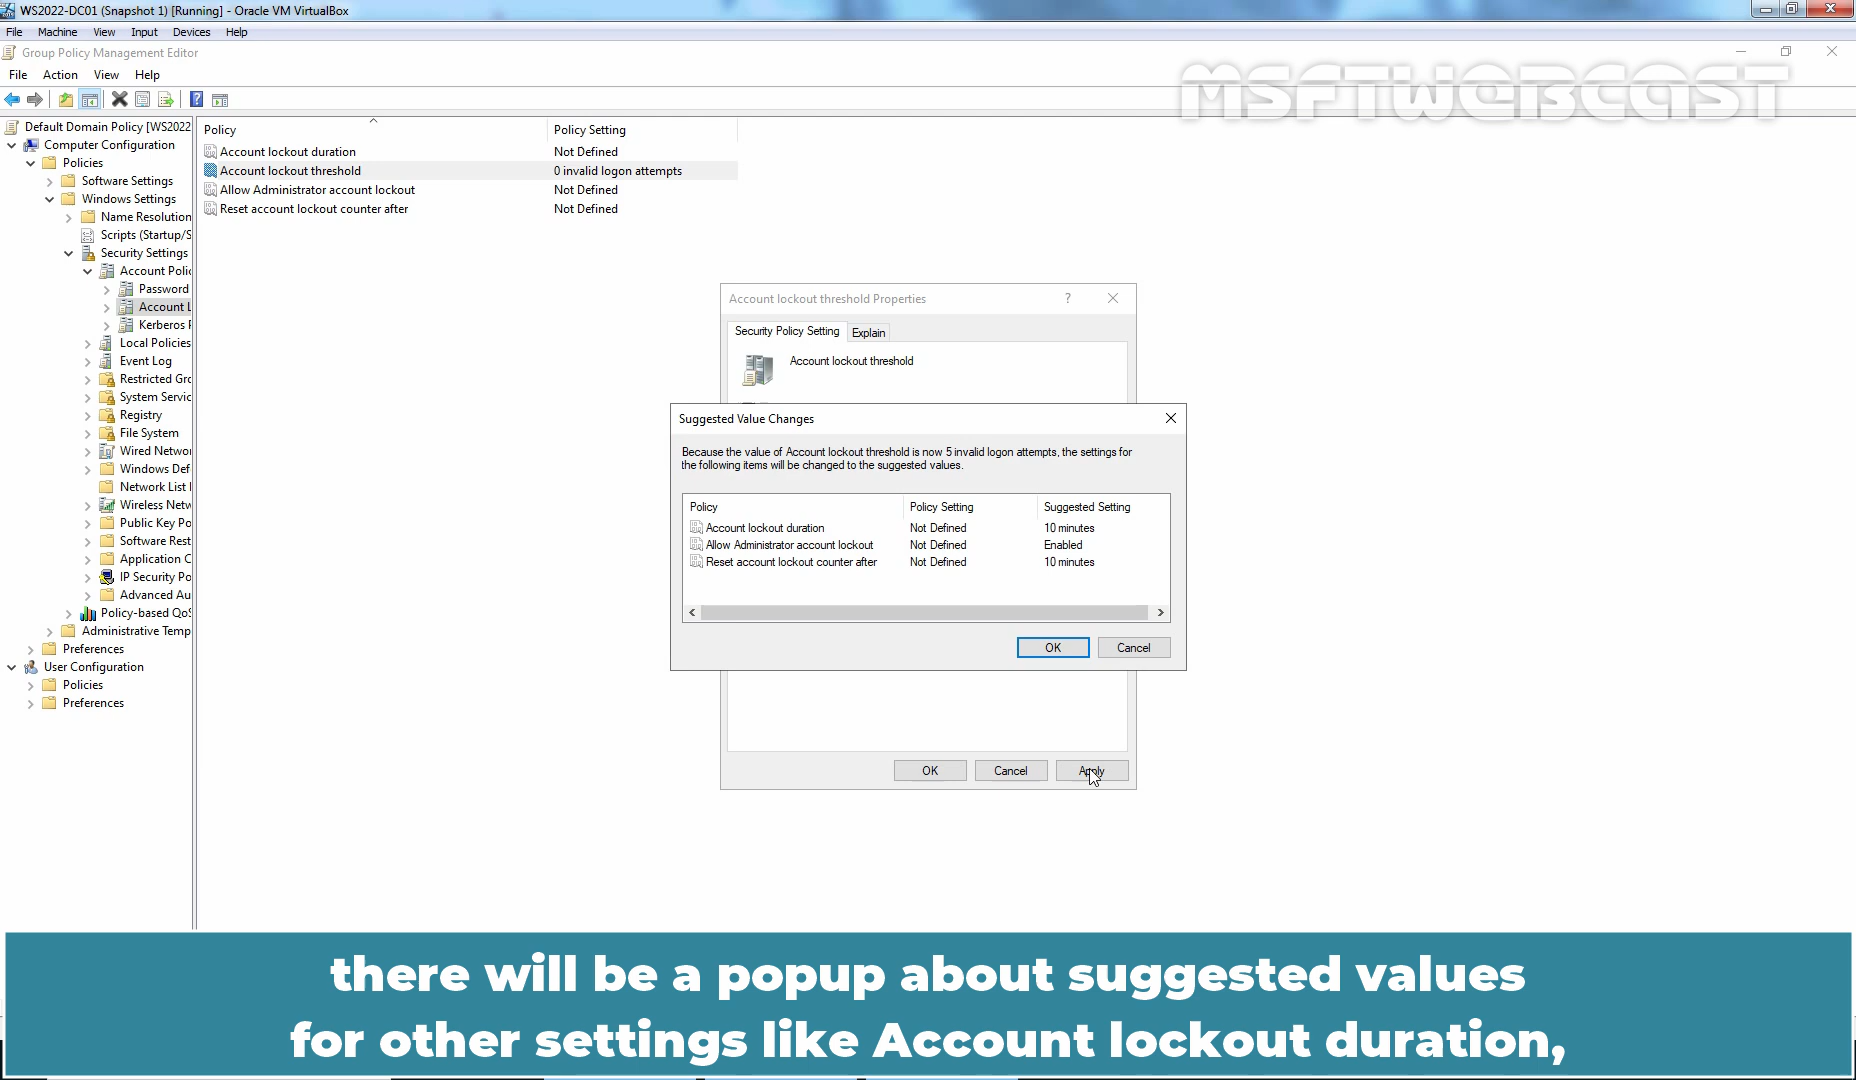 WS2022-DC01 (Snapshot 1) [Running] - Oracle VM VirtualBox
File Machine View Input Devices Help
Group Policy Management Editor
File Action View Help
MSFTWEBCAST
Default Domain Policy [WS2022
Computer Configuration
Policies
Software Settings
Windows Settings
Name Resolution
Scripts (Startup/S
Security Settings
Account Polic
Password
Account L
Kerberos P
Local Policies
Event Log
Restricted Gro
System Servic
Registry
File System
Wired Networ
Windows Def
Network List
Wireless Netw
Public Key Po
Software Rest
Application C
IP Security Po
Advanced Au
Policy-based QoS
Administrative Temp
Preferences
User Configuration
Policies
Preferences
Policy Policy Setting
Account lockout duration Not Defined
Account lockout threshold 0 invalid logon attempts
Allow Administrator account lockout Not Defined
Reset account lockout counter after Not Defined
Account lockout threshold Properties ?
Security Policy Setting Explain
Account lockout threshold
Suggested Value Changes
Because the value of Account lockout threshold is now 5 invalid logon attempts, the settings for
the following items will be changed to the suggested values.
Policy Policy Setting Suggested Setting
Account lockout duration Not Defined 10 minutes
Allow Administrator account lockout Not Defined Enabled
Reset account lockout counter after Not Defined 10 minutes
OK Cancel
OK Cancel Apply
there will be a popup about suggested values
for other settings like Account lockout duration,